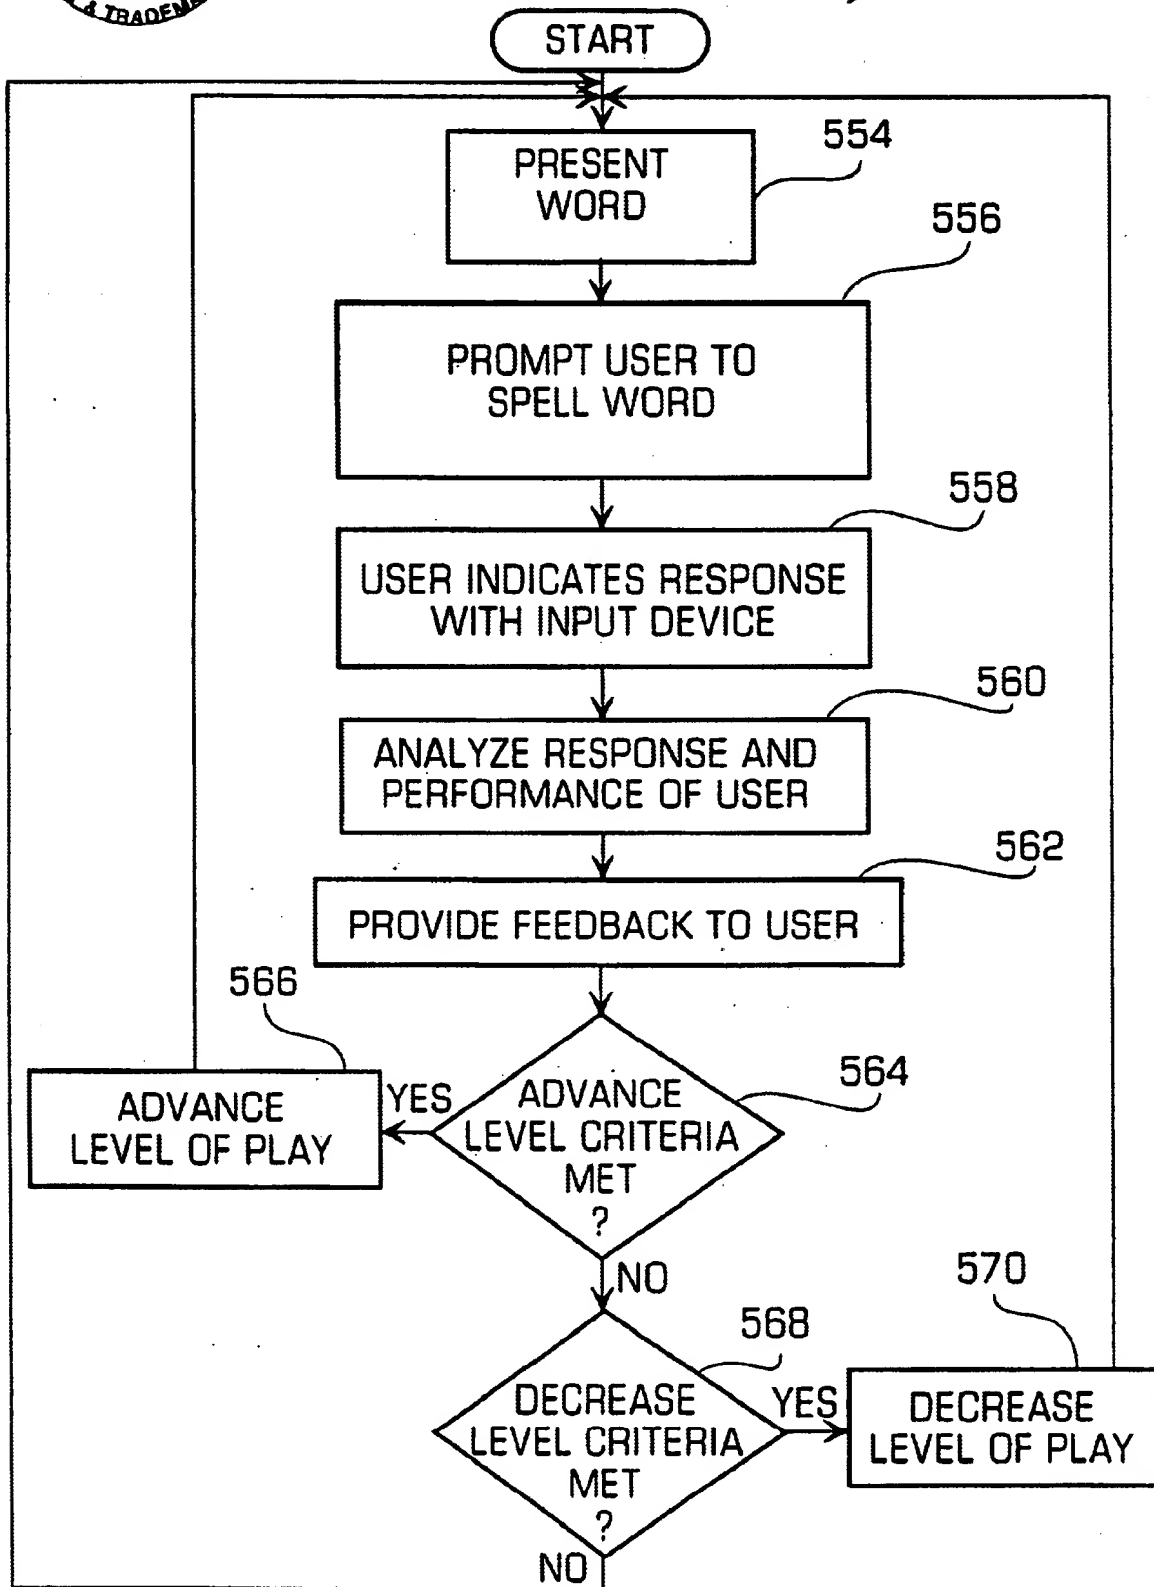 & TRADEM
START
554
PRESENT
WORD
556
PROMPT USER TO
SPELL WORD
558
USER INDICATES RESPONSE
WITH INPUT DEVICE
560
ANALYZE RESPONSE AND
PERFORMANCE OF USER
562
PROVIDE FEEDBACK TO USER
566
564
ADVANCE
LEVEL OF PLAY
YES
ADVANCE
LEVEL CRITERIA
MET
?
NO
570
568
DECREASE
LEVEL CRITERIA
MET
?
YES
DECREASE
LEVEL OF PLAY
NO